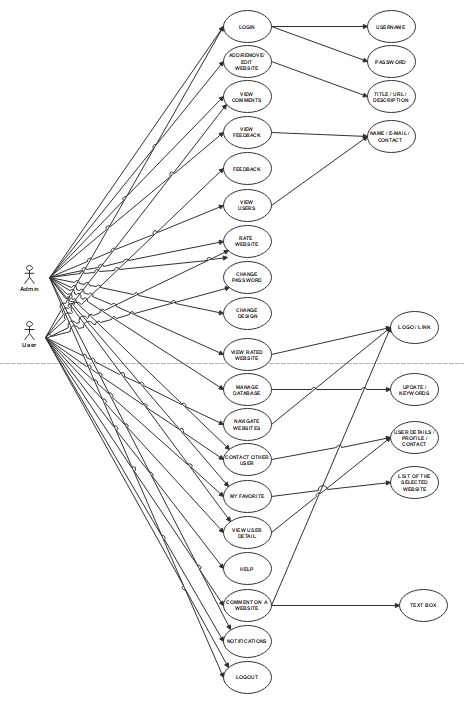 LOGIN
USERNAME
ADD/REMOVE/
EDIT
WEBSITE
PASSWORD
VIEW
COMMENTS
TITLE / URL /
DESCRIPTION
VIEW
FEEDBACK
NAME / E-MAIL /
CONTACT
FEEDBACK
VIEW
USERS
RATE
WEBSITE
CHANGE
PASSWORD
Admin
CHANGE
DESIGN
LOGO / LINK
User
VIEW RATED
WEBSITE
MANAGE
DATABASE
UPDATE /
KEYWORDS
NAVIGATE
WEBSITES
USER DETAILS /
PROFILE /
CONTACT
CONTACT OTHER
USER
LIST OF THE
SELECTED
WEBSITE.
MY FAVORITE
VIEW USER
DETAIL
HELP
COMMENT ON A
WEBSITE
TEXT BOX
NOTIFICATIONS
LOGOUT